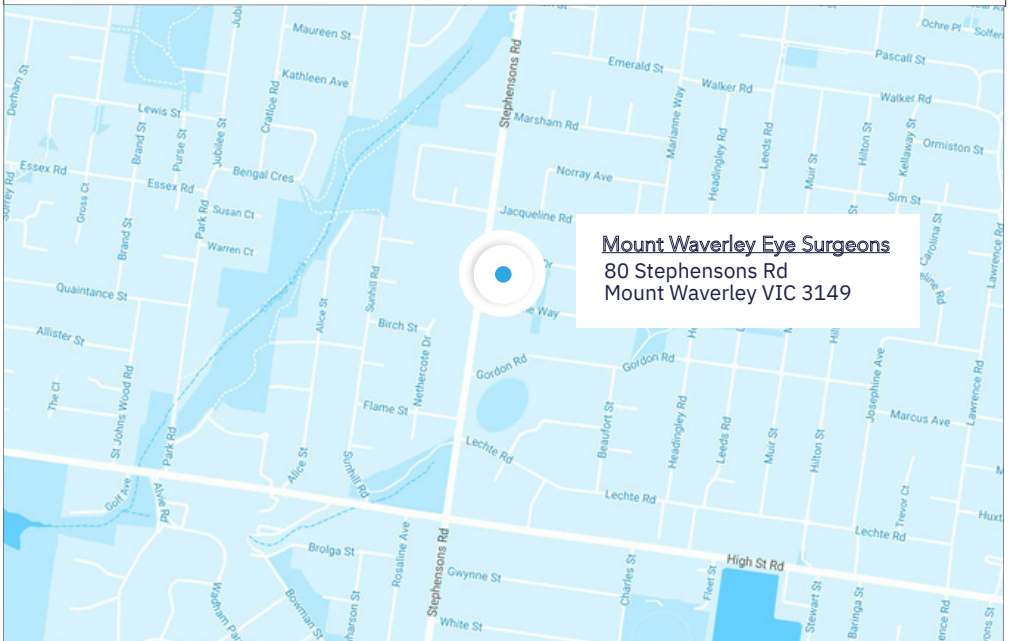 Ochre Pl
Maureen St
Pascall St
Emerald St
Kathleen Ave
Derham St
Stephensons Rd
Walker Rd
Walker Rd
Cratloe Rd
Marianne Way
Lewis St
Marsham Rd
Brand St
Purse St
Jubilee St
Headingley Rd
Leeds Rd
Hilton St
Kellaway St
Ormiston St
Muir St
Essex Rd
Essex Rd
Bengal Cres
Norray Ave
Gross Ct
Sim St
Park Rd
Susan Ct
Jacqueline Rd
Brand St
Warren Ct
Carolina St
Lawrence Rd
Mount Waverley Eye Surgeons
80 Stephensons Rd
Mount Waverley VIC 3149
Quaintance St
Sunhill Rd
Alice St
Birch St
Way
Allister St
Nethercote Dr
Gordon Rd
Gordon Rd
Josephine Ave
The Cl
St Johns Wood Rd
Flame St
Beaufort St
Headingley Rd
Leeds Rd
Muir St
Hilton St
Marcus Ave
Lawrence Rd
Park Rd
Alice St
Sunhill Rd
Lechte Rd
Golf Ave
Alvie Rd
Lechte Rd
Trevor Ct
Lechte Rd
Brolga St
Rosaline Ave
Stephensons Rd
High St Rd
Gwynne St
Charles St
Fleet St
Stewart St
Baringa St
Bowman St
White St